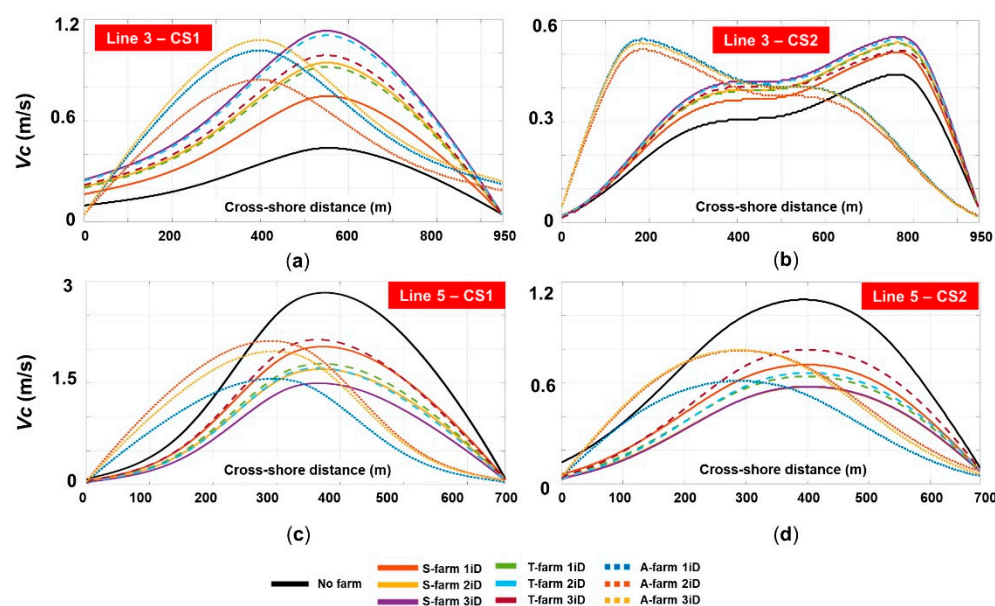 Line 3 – CS1
Line 3 – CS2
1.2
0.6
0
Vc (m/s)
Cross-shore distance (m)
0 200 400 600 800 950
(a)
0.6
0.3
0
Cross-shore distance (m)
0 200 400 600 800 950
(b)
Line 5 – CS1
Line 5 – CS2
3
1.5
0
Vc (m/s)
Cross-shore distance (m)
0 100 200 300 400 500 600 700
(c)
1.2
0.6
0
Cross-shore distance (m)
0 100 200 300 400 500 600 700
(d)
No farm
S-farm 1iD T-farm 1iD A-farm 1iD
S-farm 2iD T-farm 2iD A-farm 2iD
S-farm 3iD T-farm 3iD A-farm 3iD